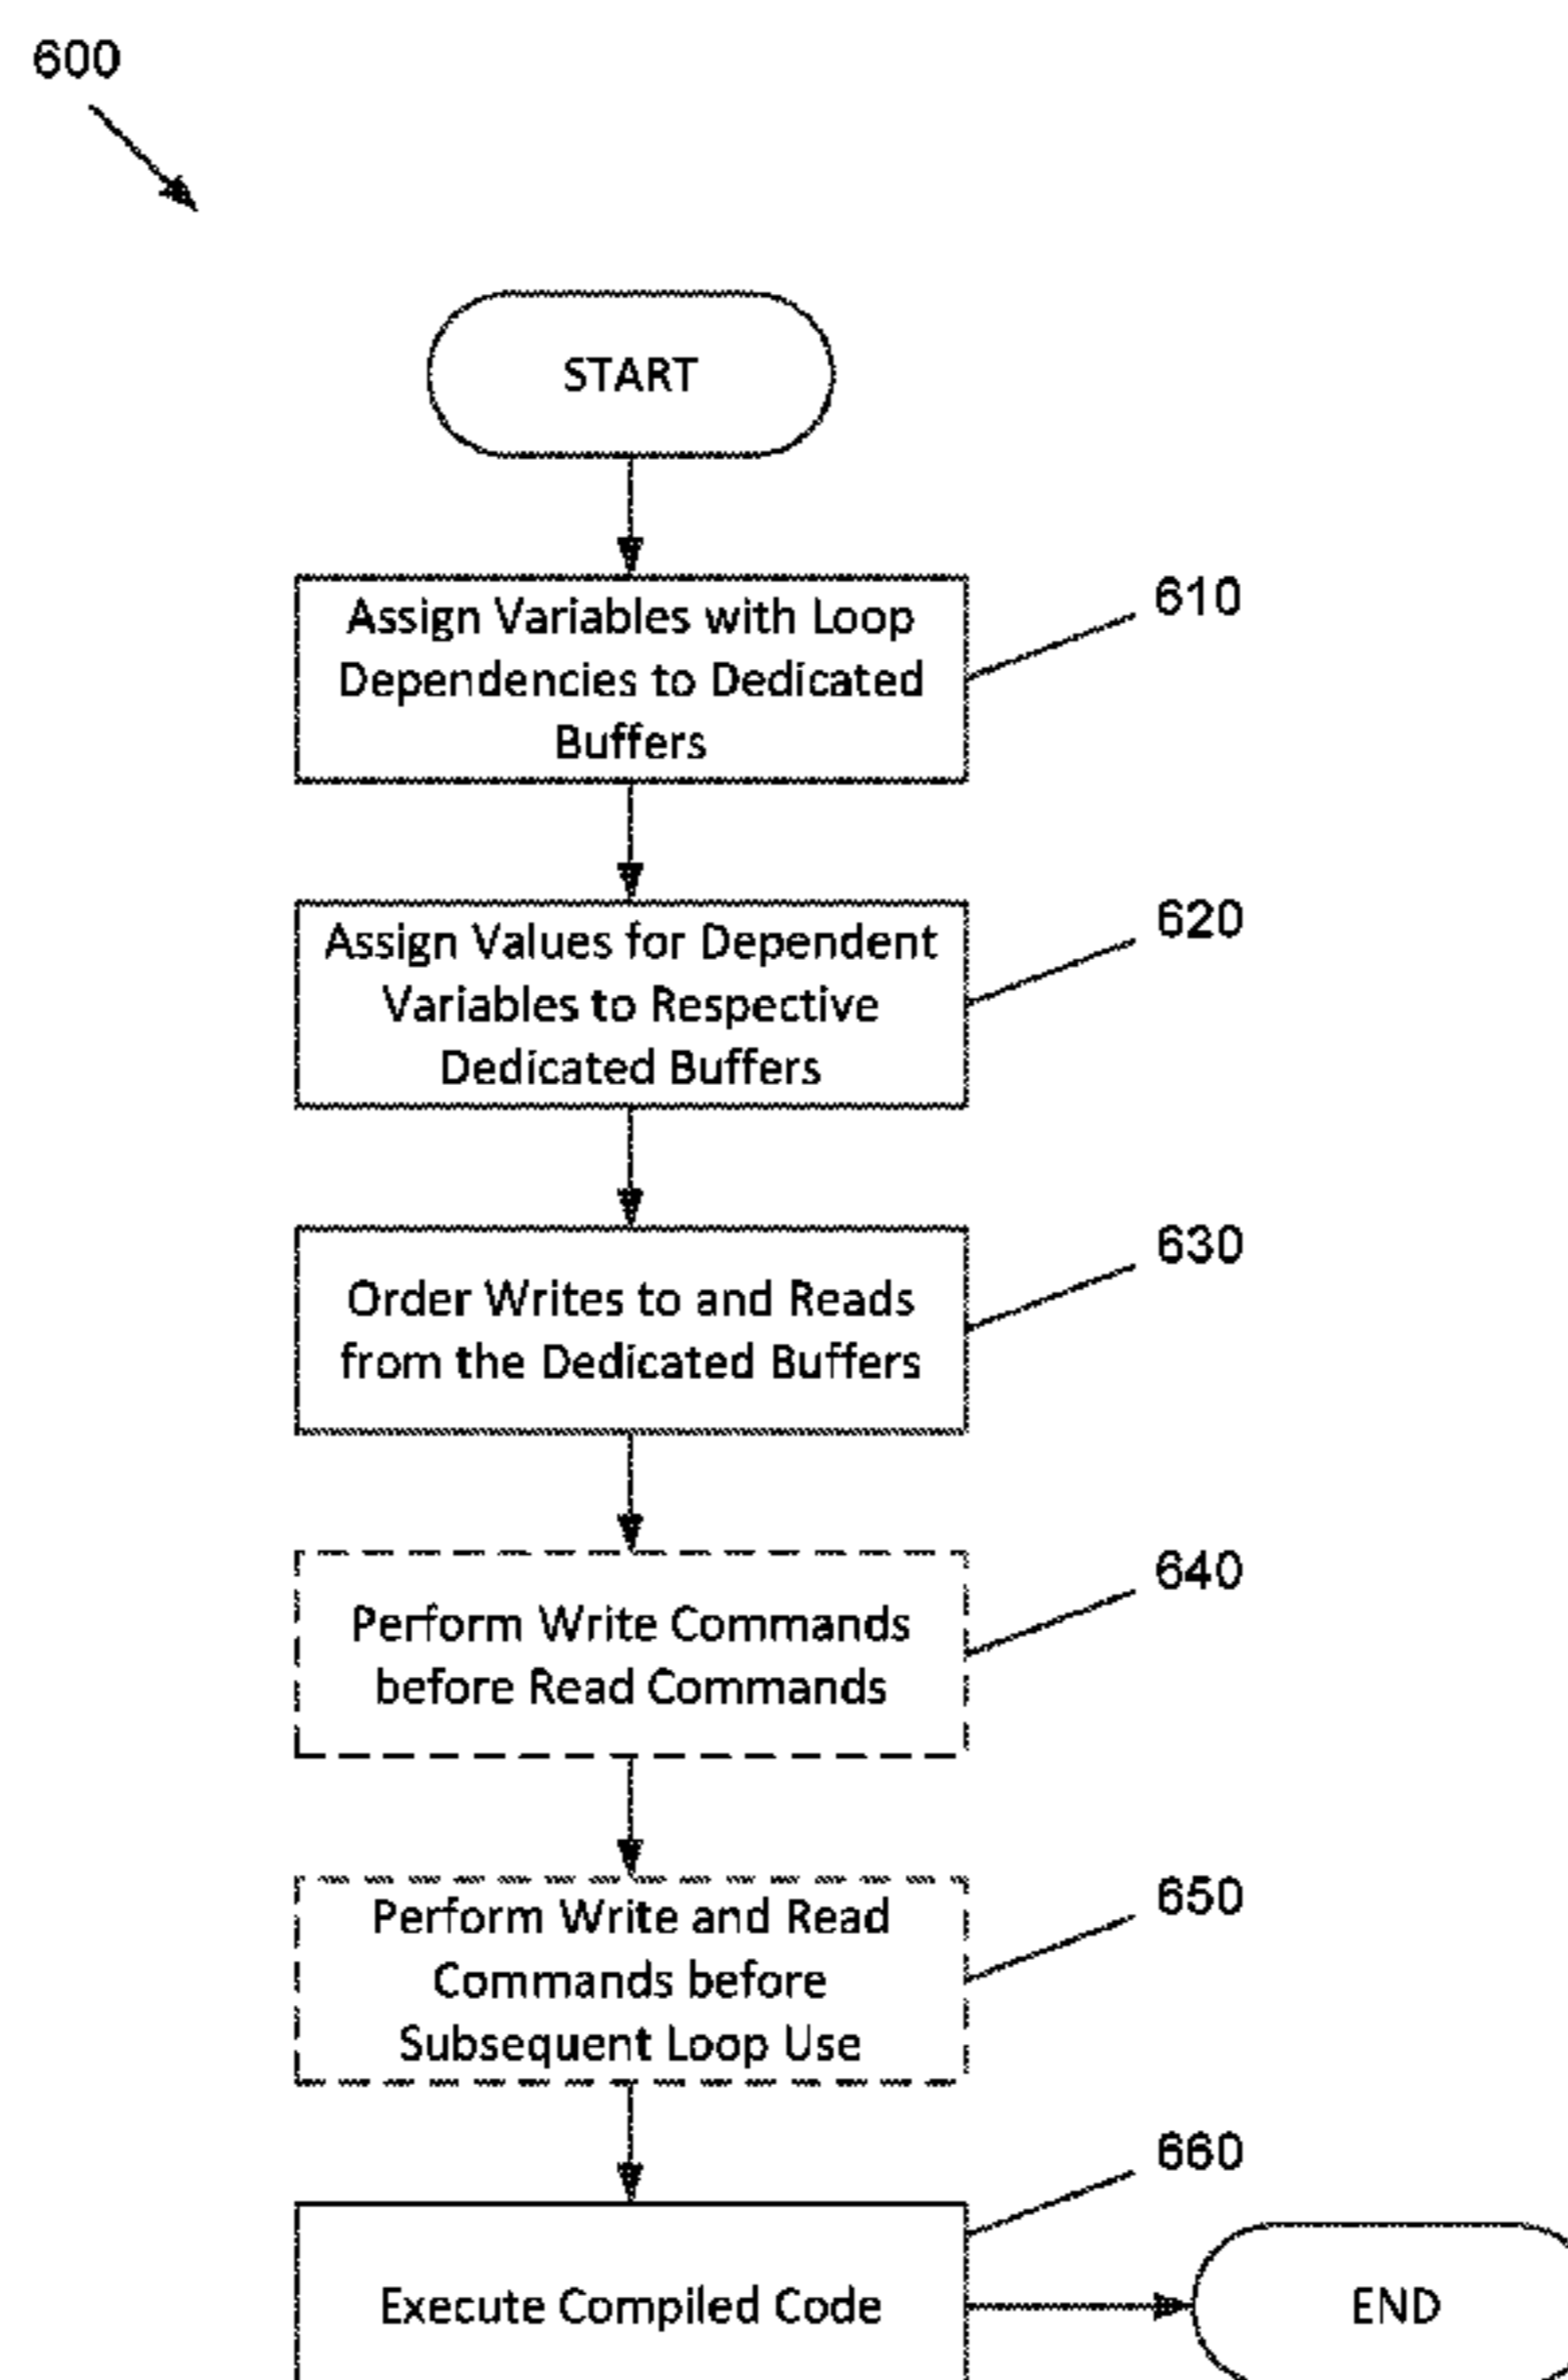 600
START
Assign Variables with Loop
Dependencies to Dedicated
Buffers
610
Assign Values for Dependent
Variables to Respective
Dedicated Buffers
620
Order Writes to and Reads
from the Dedicated Buffers
630
Perform Write Commands
before Read Commands
640
Perform Write and Read
Commands before
Subsequent Loop Use
650
660
Execute Compiled Code
END